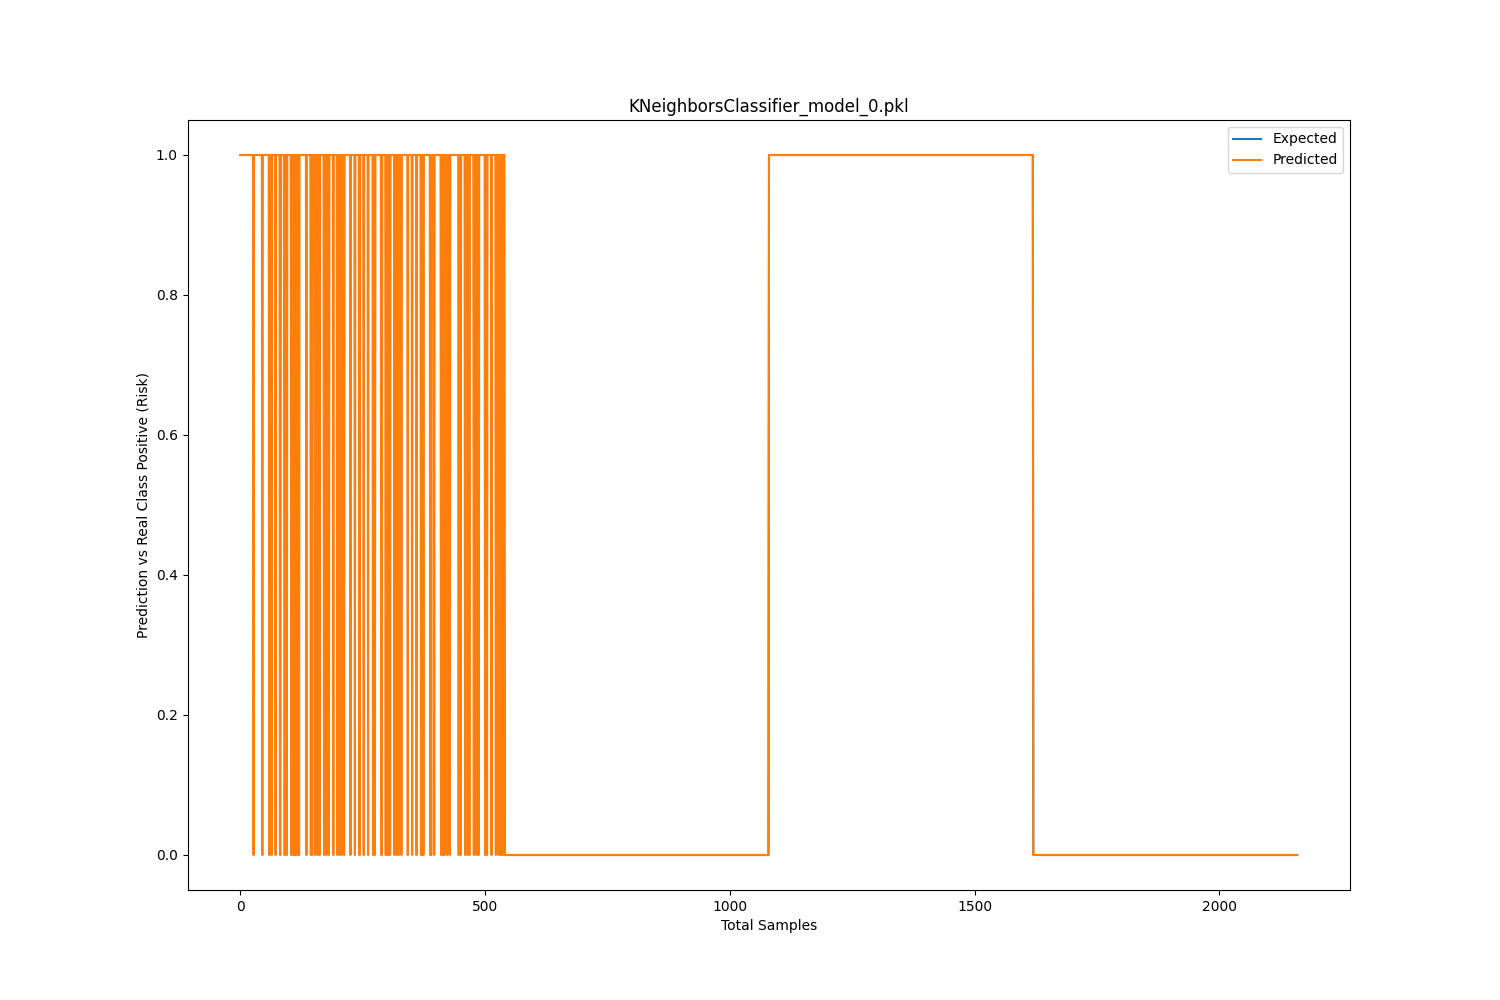 KNeighborsClassifier_model_0.pkl
Expected
Predicted
1.0
0.8
0.6
0.4
0.2
0.0
Prediction vs Real Class Positive (Risk)
0
500
1000
1500
2000
Total Samples